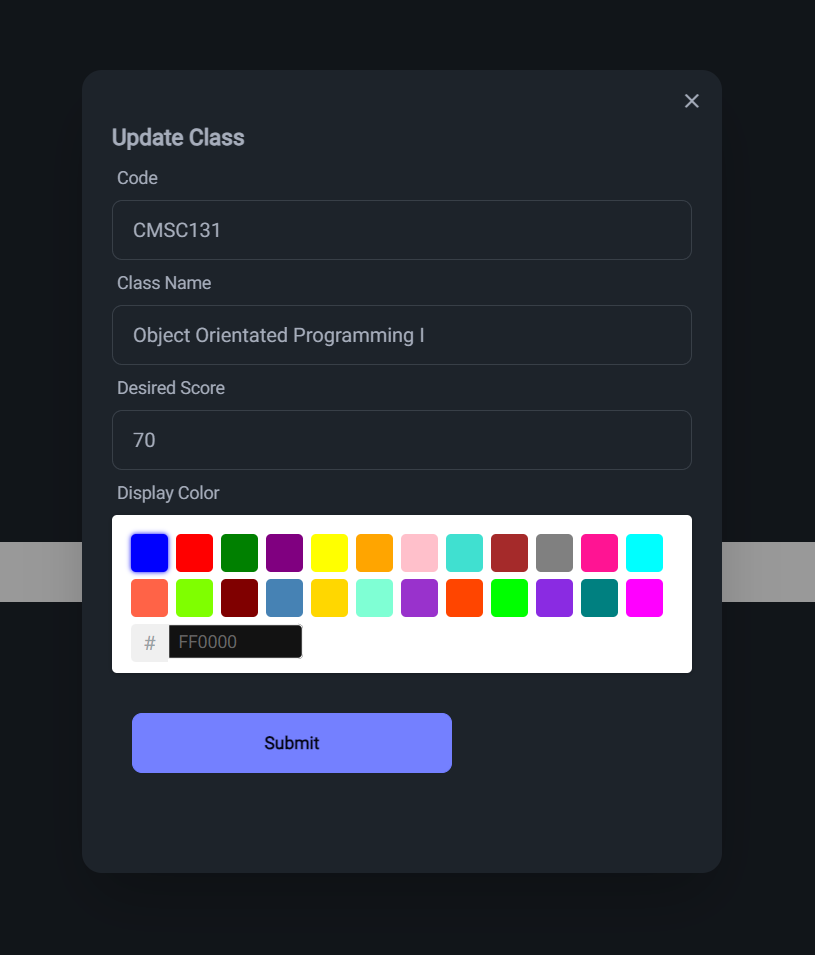 Update Class
Code
CMSC131
Class Name
Object Orientated Programming I
Desired Score
70
Display Color
# FF0000
Submit